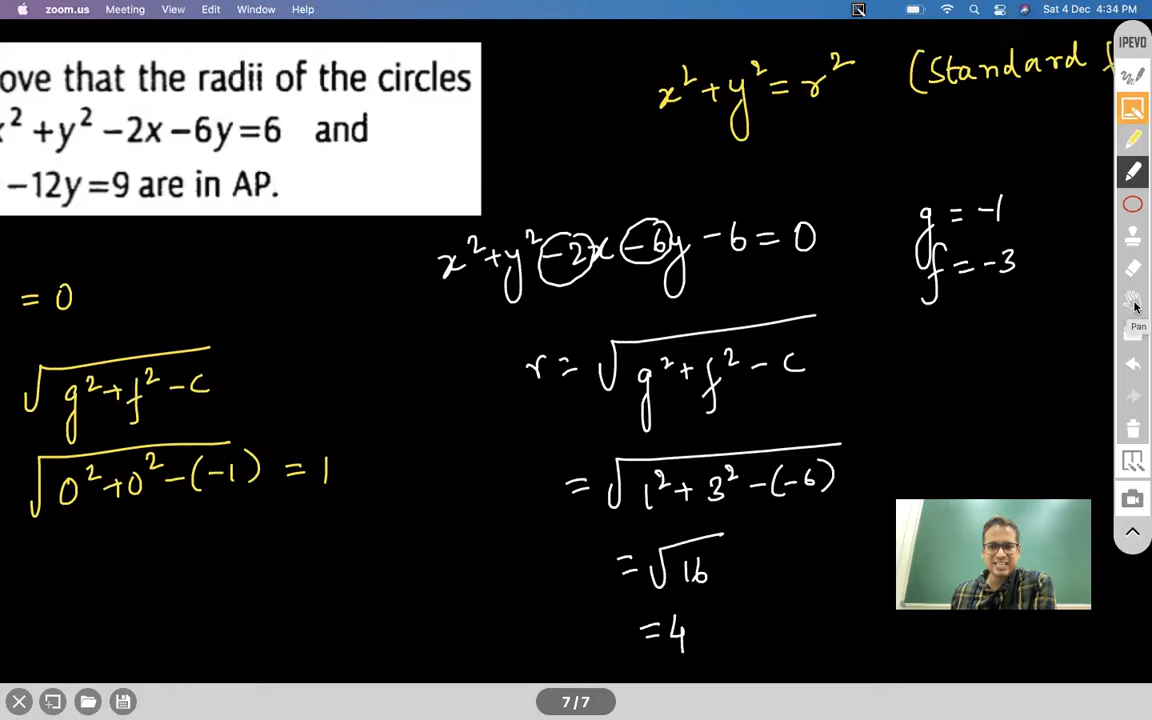 zoom.us Meeting View Edit Window Help Sat 4 Dec 4:34 PM
ove that the radii of the circles
x² + y² − 2x − 6y = 6 and
− 12y = 9 are in AP.
x² + y² = r² (Standard f
IPEVO
x² + y² − 2x − 6y − 6 = 0
g = −1
f = −3
= 0
√g² + f² − c
√0² + 0² − (−1) = 1
r = √g² + f² − c
= √1² + 3² − (−6)
= √16
= 4
Pan
7/7